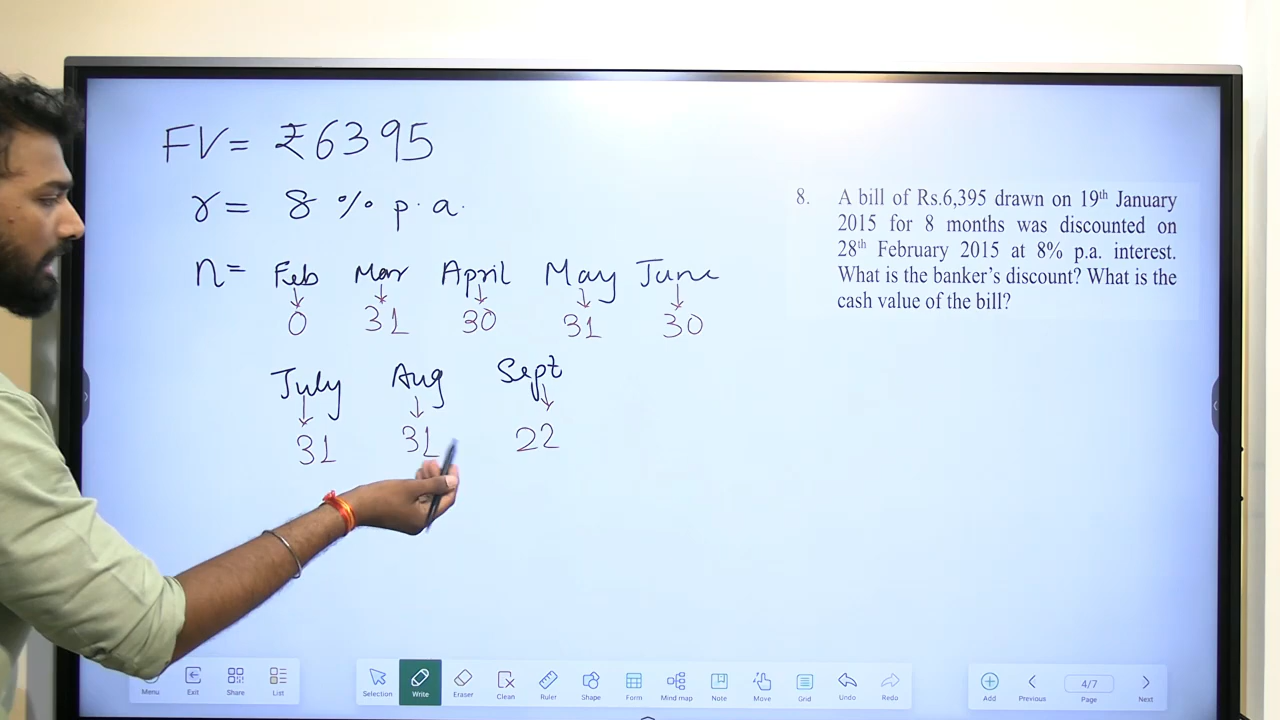 FV= ₹6395
r= 8 % p.a.
n= Feb Mar April May June
0 31 30 31 30
July Aug Sept
31 31 22
8. A bill of Rs.6,395 drawn on 19th January
2015 for 8 months was discounted on
28th February 2015 at 8% p.a. interest.
What is the banker's discount? What is the
cash value of the bill?
Menu Exit Share List Selection Write Eraser Clean Ruler Shape Form Mind map Note Move Grid Undo Redo Add Previous 4/7 Page Next